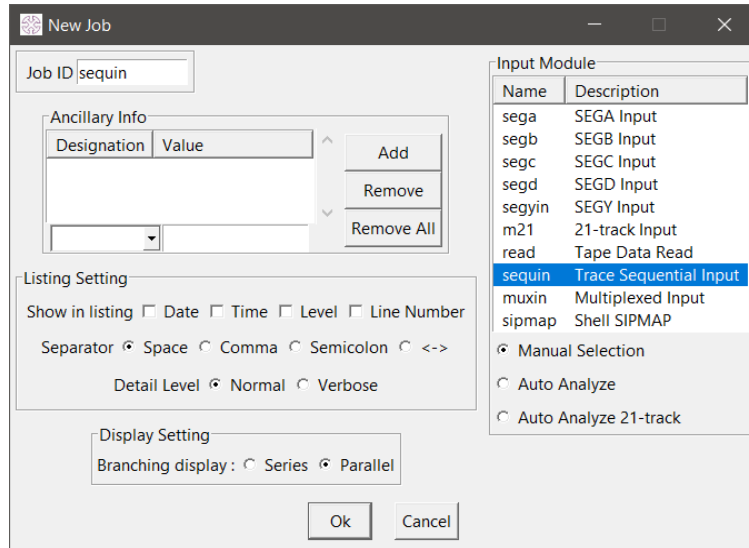 New Job
Job ID sequin
Ancillary Info
Designation Value
Add
Remove
Remove All
Listing Setting
Show in listing Date Time Level Line Number
Separator Space Comma Semicolon <->
Detail Level Normal Verbose
Display Setting
Branching display : Series Parallel
Input Module
Name Description
sega SEGA Input
segb SEGB Input
segc SEGC Input
segd SEGD Input
segyin SEGY Input
m21 21-track Input
read Tape Data Read
sequin Trace Sequential Input
muxin Multiplexed Input
sipmap Shell SIPMAP
Manual Selection
Auto Analyze
Auto Analyze 21-track
Ok Cancel